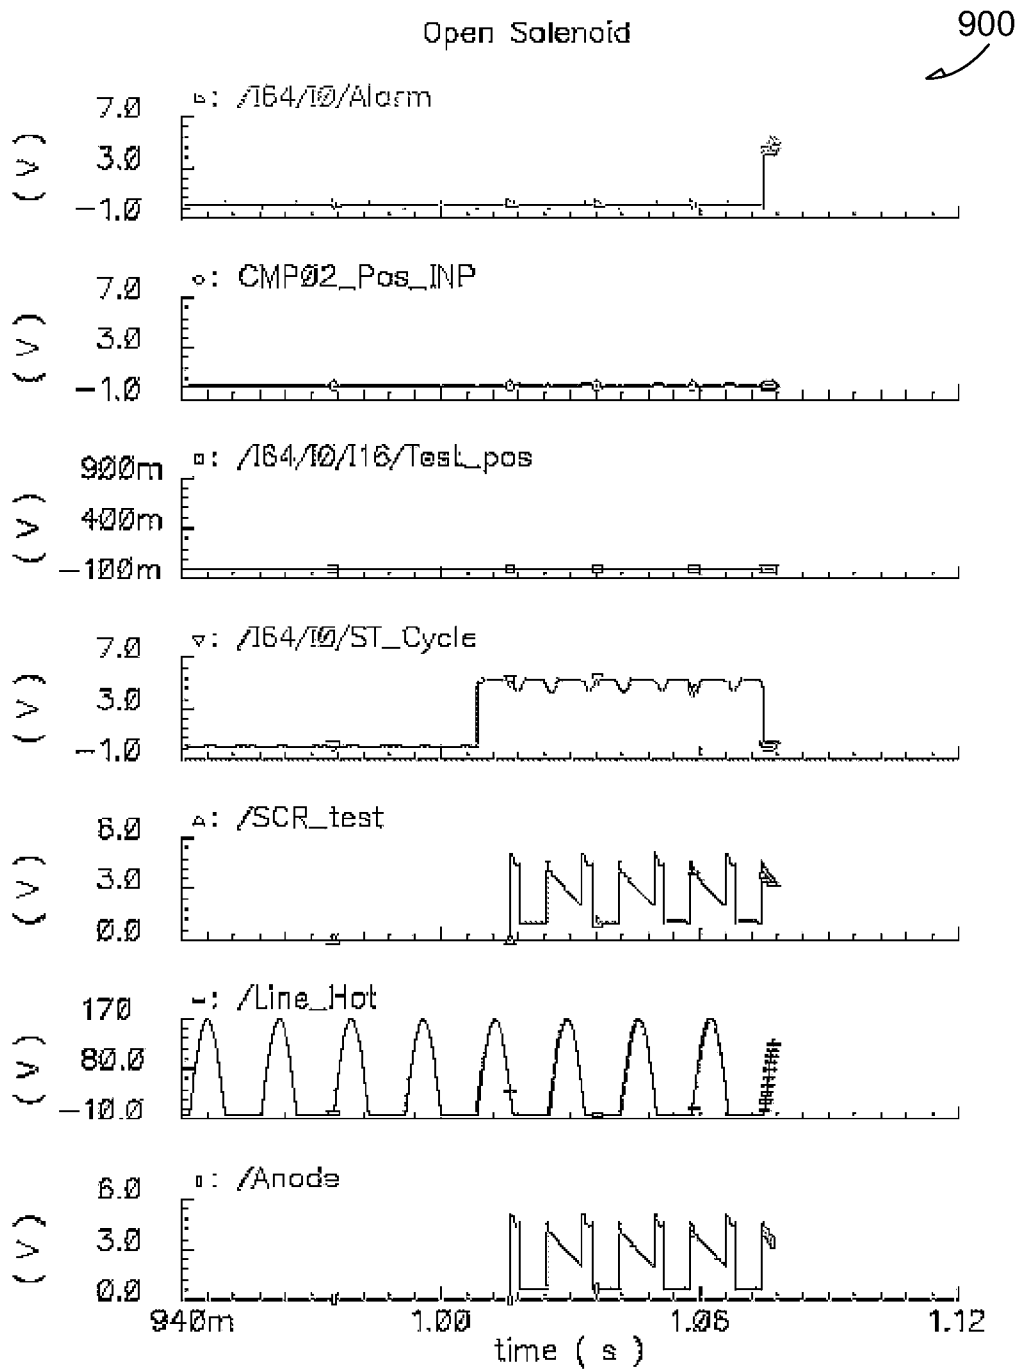 Open Solenoid
900
▹: /I64/I0/Alarm
7.0
3.0
-1.0
(V)
o: CMP02_Pos_INP
7.0
3.0
-1.0
(V)
□: /I64/I0/I16/Test_pos
900m
400m
-100m
(V)
▿: /I64/I0/ST_Cycle
7.0
3.0
-1.0
(V)
▵: /SCR_test
6.0
3.0
0.0
(V)
-: /Line_Hot
170
80.0
-10.0
(V)
▯: /Anode
6.0
3.0
0.0
(V)
940m 1.00 1.06 1.12
time ( s )